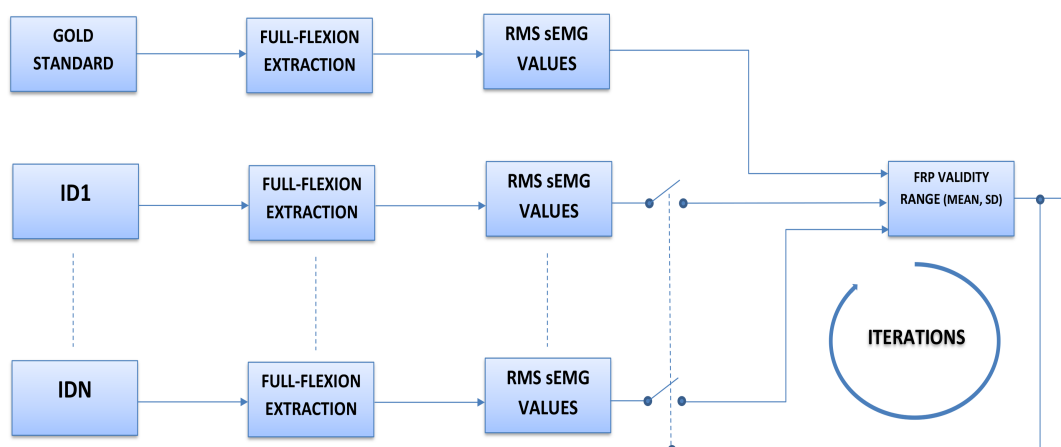 GOLD
STANDARD
FULL-FLEXION
EXTRACTION
RMS sEMG
VALUES
ID1
FULL-FLEXION
EXTRACTION
RMS sEMG
VALUES
FRP VALIDITY
RANGE (MEAN, SD)
ITERATIONS
IDN
FULL-FLEXION
EXTRACTION
RMS sEMG
VALUES